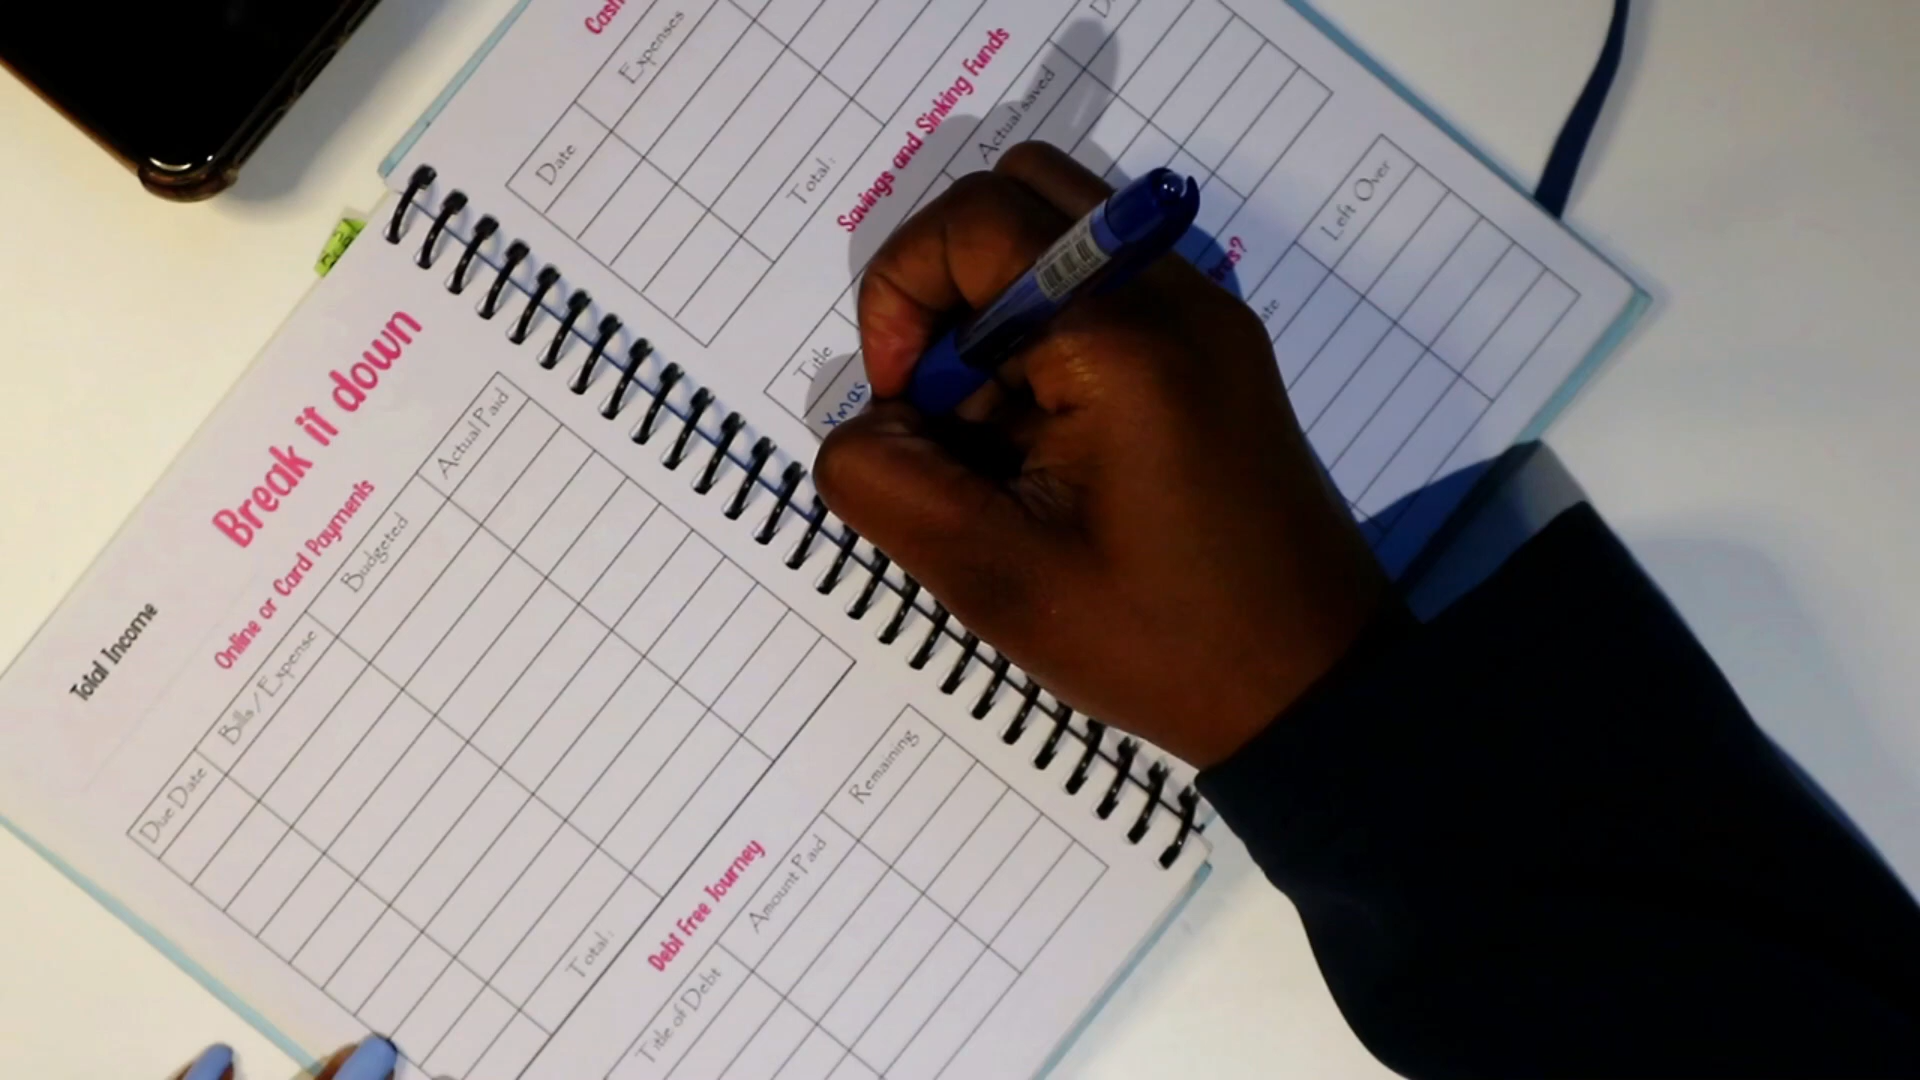 Break it down
Total Income
Online or Card Payments
Due Date Bills / Expense Budgeted Actual Paid
Total:
Debt Free Journey
Title of Debt Amount Paid Remaining
Cash
Date Expenses
Total:
Savings and Sinking Funds
Title Actual saved
Xmas
Left Over